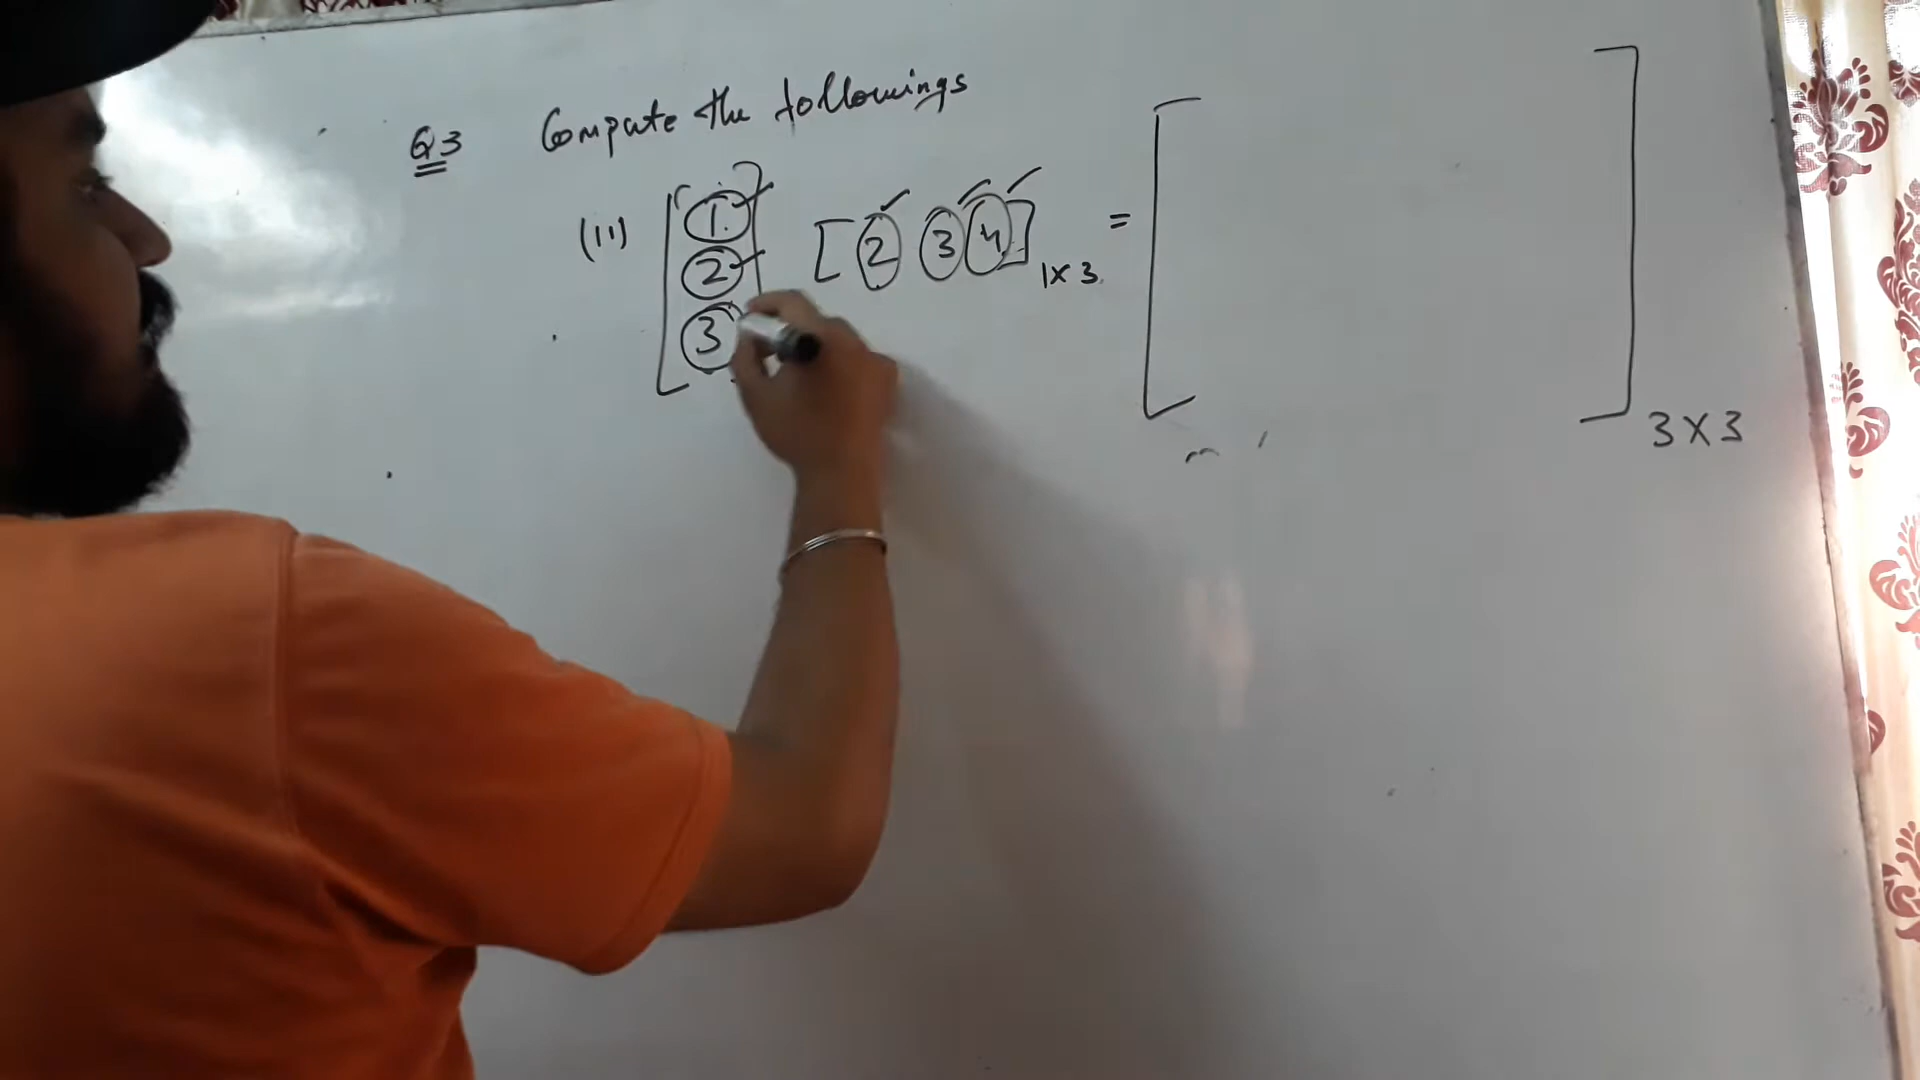 Q3 Compute the followings
(ii) [1 2 3] [2 3 4] 1×3 = [ ] 3×3